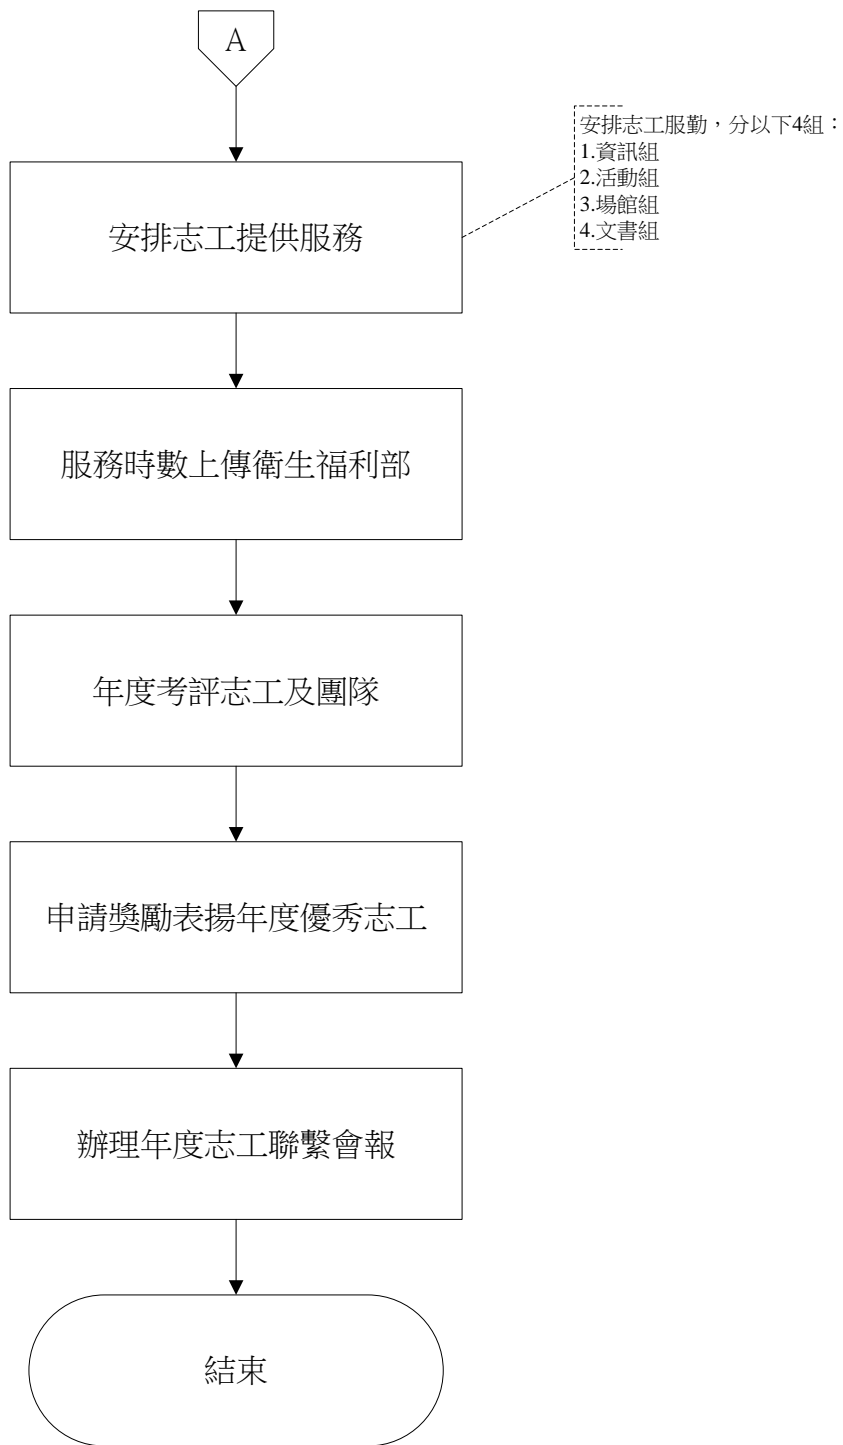 A
安排志工服勤，分以下4組：
1.資訊組
2.活動組
3.場館組
4.文書組
安排志工提供服務
服務時數上傳衛生福利部
年度考評志工及團隊
申請獎勵表揚年度優秀志工
辦理年度志工聯繫會報
結束